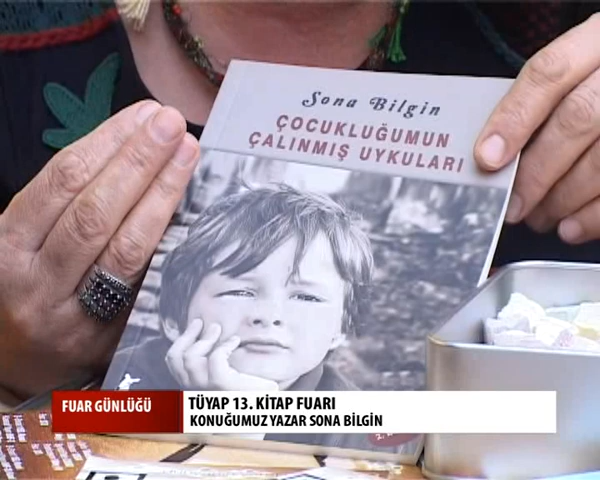 Sona Bilgin
ÇOCUKLUĞUMUN
ÇALINMIŞ UYKULARI
FUAR GÜNLÜĞÜ
TÜYAP 13. KİTAP FUARI
KONUĞUMUZ YAZAR SONA BİLGİN